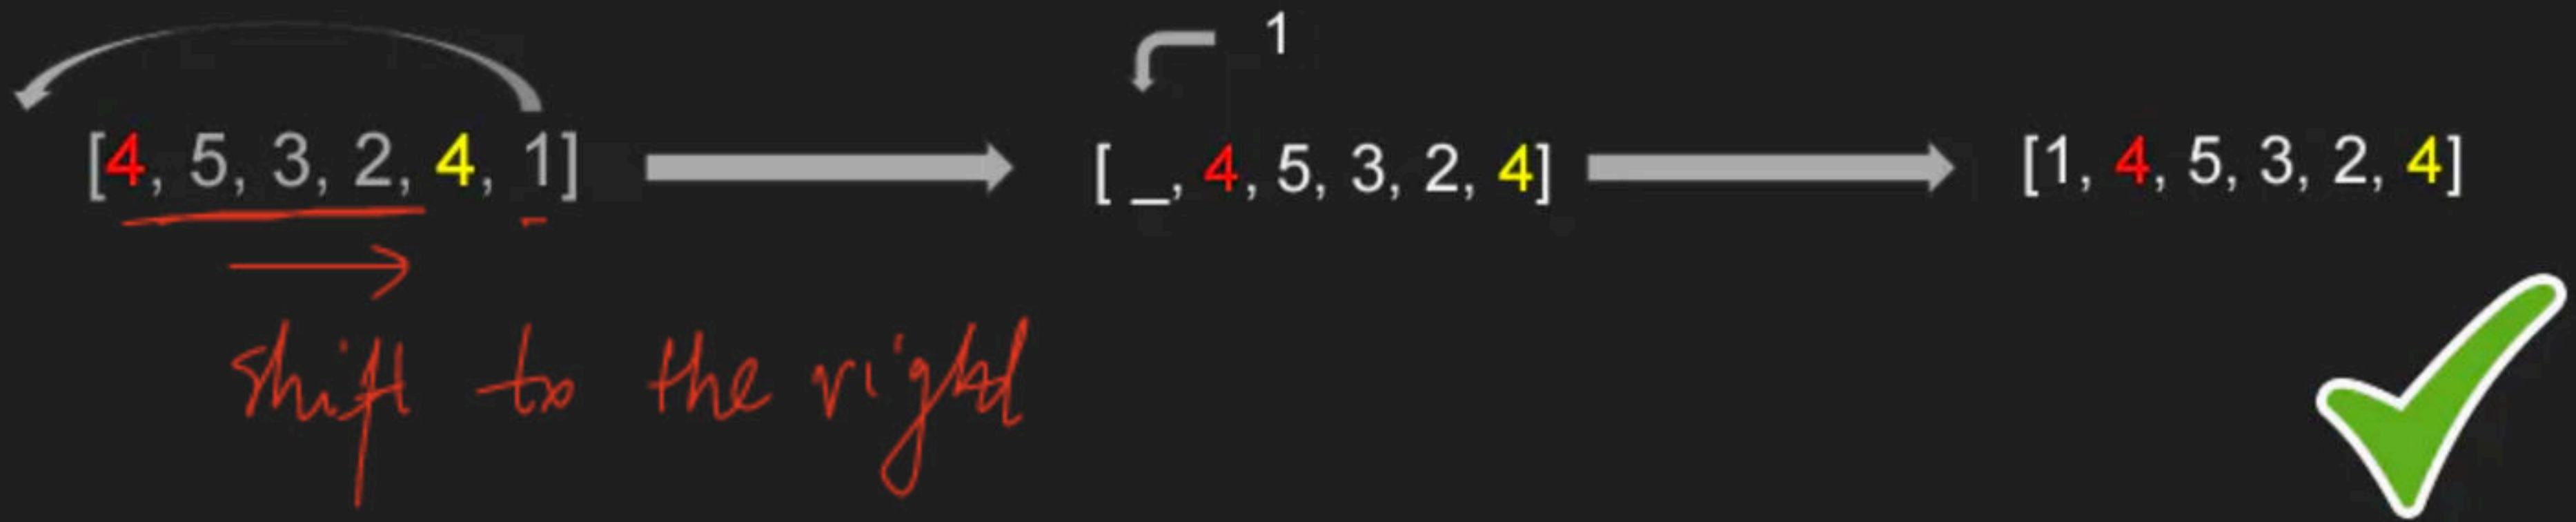 1
[4, 5, 3, 2, 4, 1]
[ _, 4, 5, 3, 2, 4]
[1, 4, 5, 3, 2, 4]
shift to the right